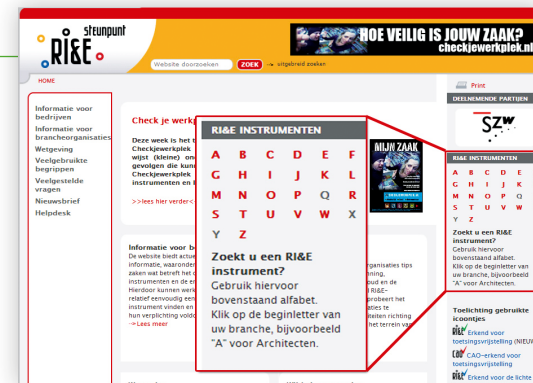 steunpunt
RI&E
HOE VEILIG IS JOUW ZAAK?
checkjewerkplek.nl
Website doorzoeken
ZOEK
uitgebreid zoeken
HOME
Informatie voor
bedrijven
Informatie voor
brancheorganisaties
Wetgeving
Veelgebruikte
begrippen
Veelgestelde
vragen
Nieuwsbrief
Helpdesk
Check je werkp
Deze week is het t
Checkjewerkplek
wijst (kleine) on
gevolgen die kunn
Checkjewerkplek
instrumenten en l
>>lees hier verder<
MIJN ZAAK
Informatie voor b
De website biedt actue
informatie, waaronder
zaken wat betreft het o
instrumenten en de er
Hierdoor kunnen werk
relatief eenvoudig een
instrument vinden en
hun verplichting voldo
->Lees meer
rganisaties tips
nning,
oud en de
RI&E-
probeert het
aties te
iteiten richting
het terrein van
RI&E INSTRUMENTEN
A B C D E F
G H I J K L
M N O P Q R
S T U V W X
Y Z
Zoekt u een RI&E
instrument?
Gebruik hiervoor
bovenstaand alfabet.
Klik op de beginletter van
uw branche, bijvoorbeeld
"A" voor Architecten.
Print
DEELNEMENDE PARTIJEN
SZW
RI&E INSTRUMENTEN
A B C D E F
G H I J K L
M N O P Q R
S T U V W X
Y Z
Zoekt u een RI&E
instrument?
Gebruik hiervoor
bovenstaand alfabet.
Klik op de beginletter van
uw branche, bijvoorbeeld
"A" voor Architecten.
Toelichting gebruikte
icoontjes
RI&E Erkend voor
toetsingsvrijstelling (NIEUW
CAO CAO-erkend voor
toetsingsvrijstelling
RI&E Erkend voor de lichte